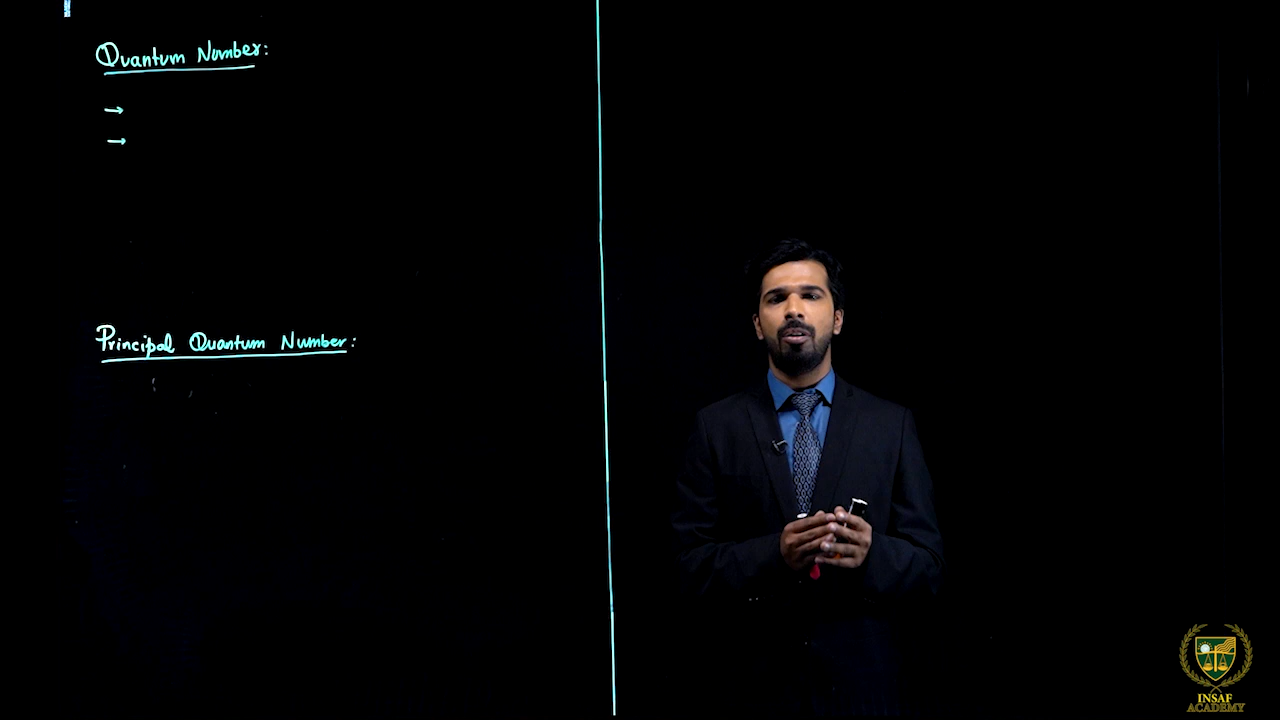 Quantum Number:
→
→
Principal Quantum Number:
INSAF
ACADEMY